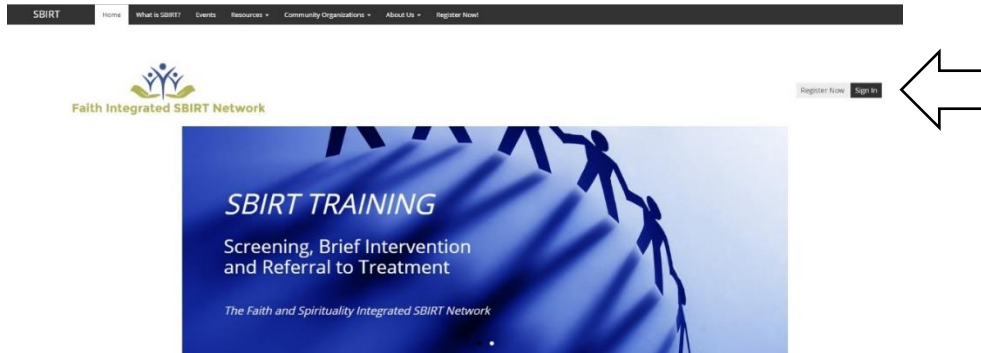 SBIRT Home What is SBIRT? Events Resources Community Organizations About Us Register Now!
Faith Integrated SBIRT Network
Register Now Sign In
SBIRT TRAINING
Screening, Brief Intervention
and Referral to Treatment
The Faith and Spirituality Integrated SBIRT Network